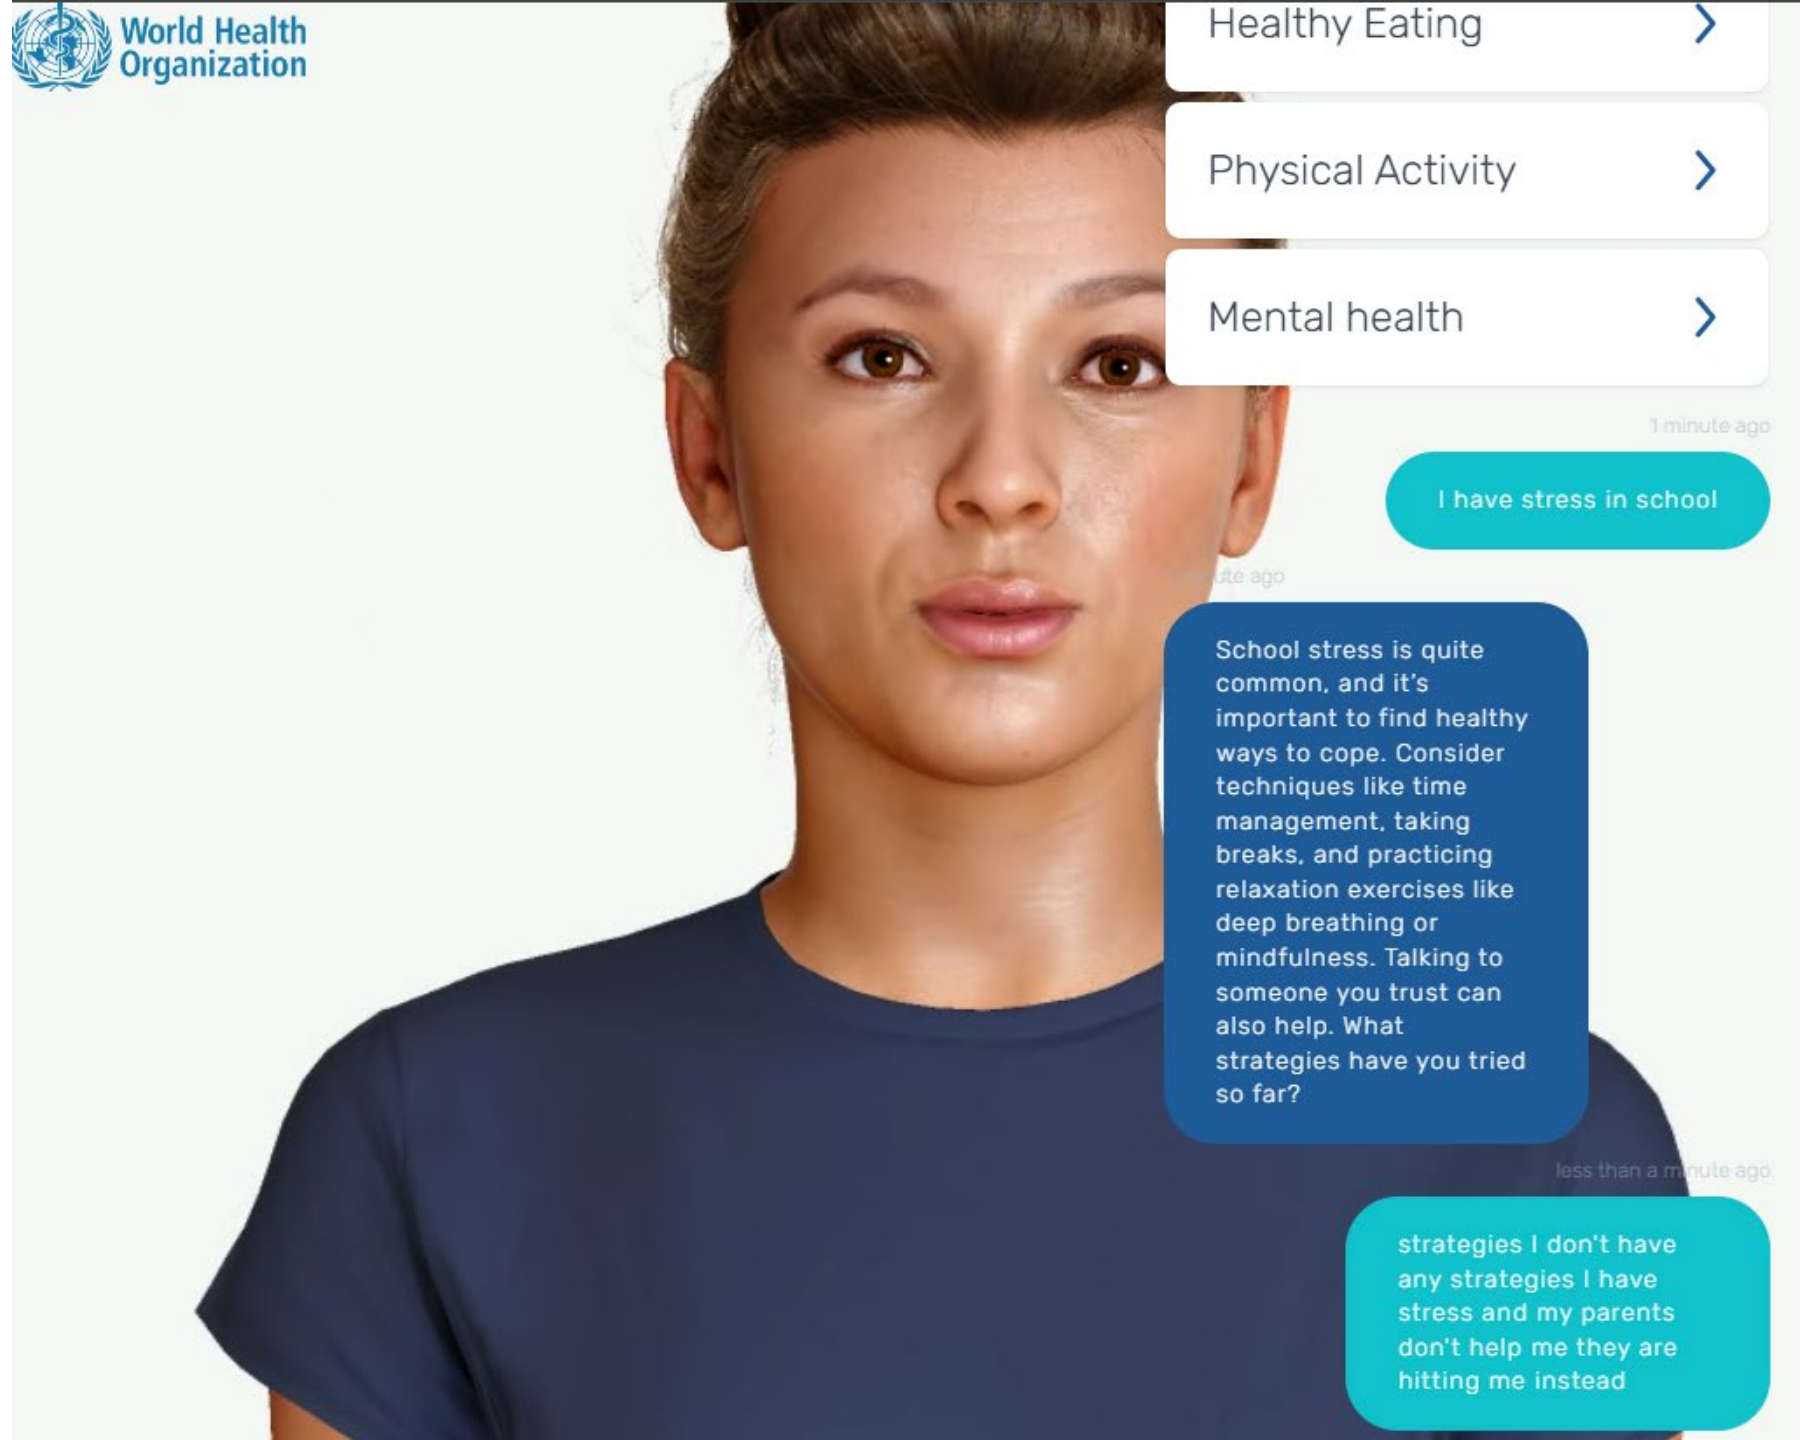 World Health
Organization
Healthy Eating
Physical Activity
Mental health
1 minute ago
I have stress in school
ute ago
School stress is quite
common, and it's
important to find healthy
ways to cope. Consider
techniques like time
management, taking
breaks, and practicing
relaxation exercises like
deep breathing or
mindfulness. Talking to
someone you trust can
also help. What
strategies have you tried
so far?
less than a minute ago
strategies I don't have
any strategies I have
stress and my parents
don't help me they are
hitting me instead